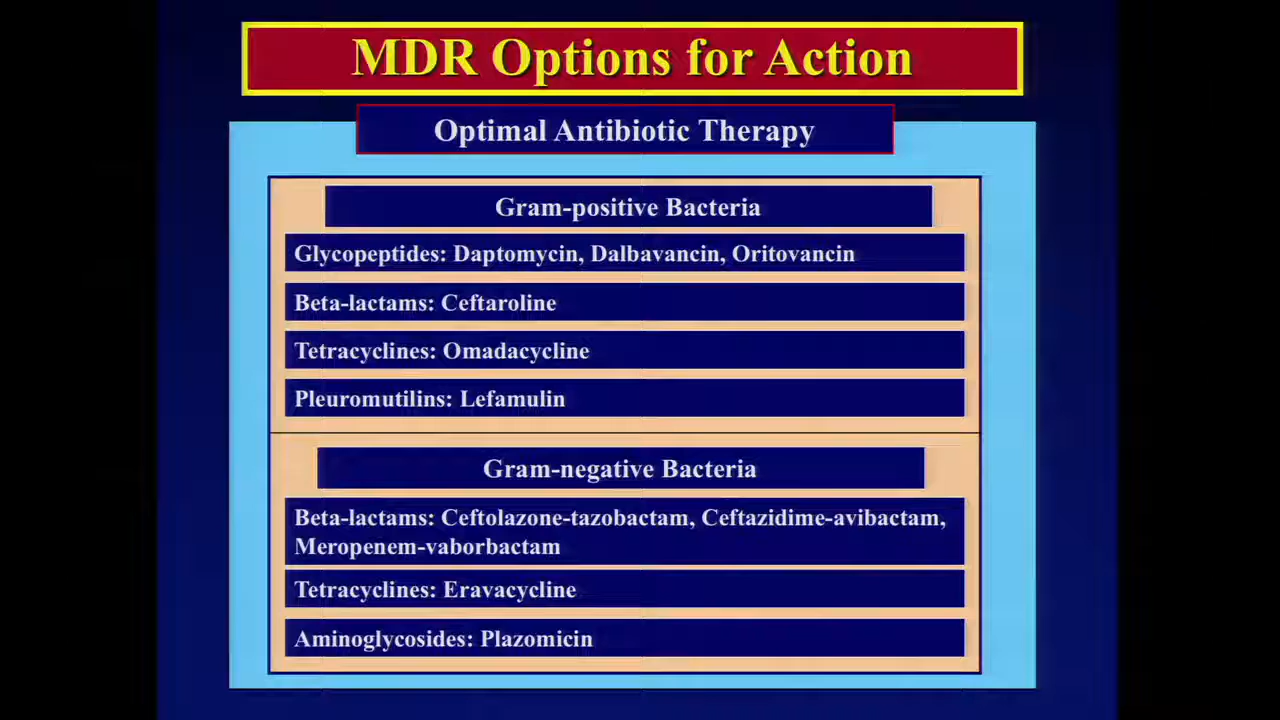 MDR Options for Action
Optimal Antibiotic Therapy
Gram-positive Bacteria
Glycopeptides: Daptomycin, Dalbavancin, Oritovancin
Beta-lactams: Ceftaroline
Tetracyclines: Omadacycline
Pleuromutilins: Lefamulin
Gram-negative Bacteria
Beta-lactams: Ceftolazone-tazobactam, Ceftazidime-avibactam,
Meropenem-vaborbactam
Tetracyclines: Eravacycline
Aminoglycosides: Plazomicin